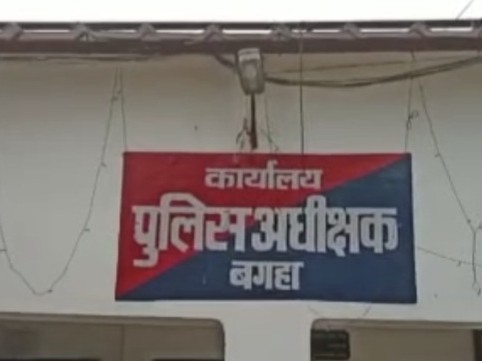 कार्यालय
पुलिस अधीक्षक
बगहा